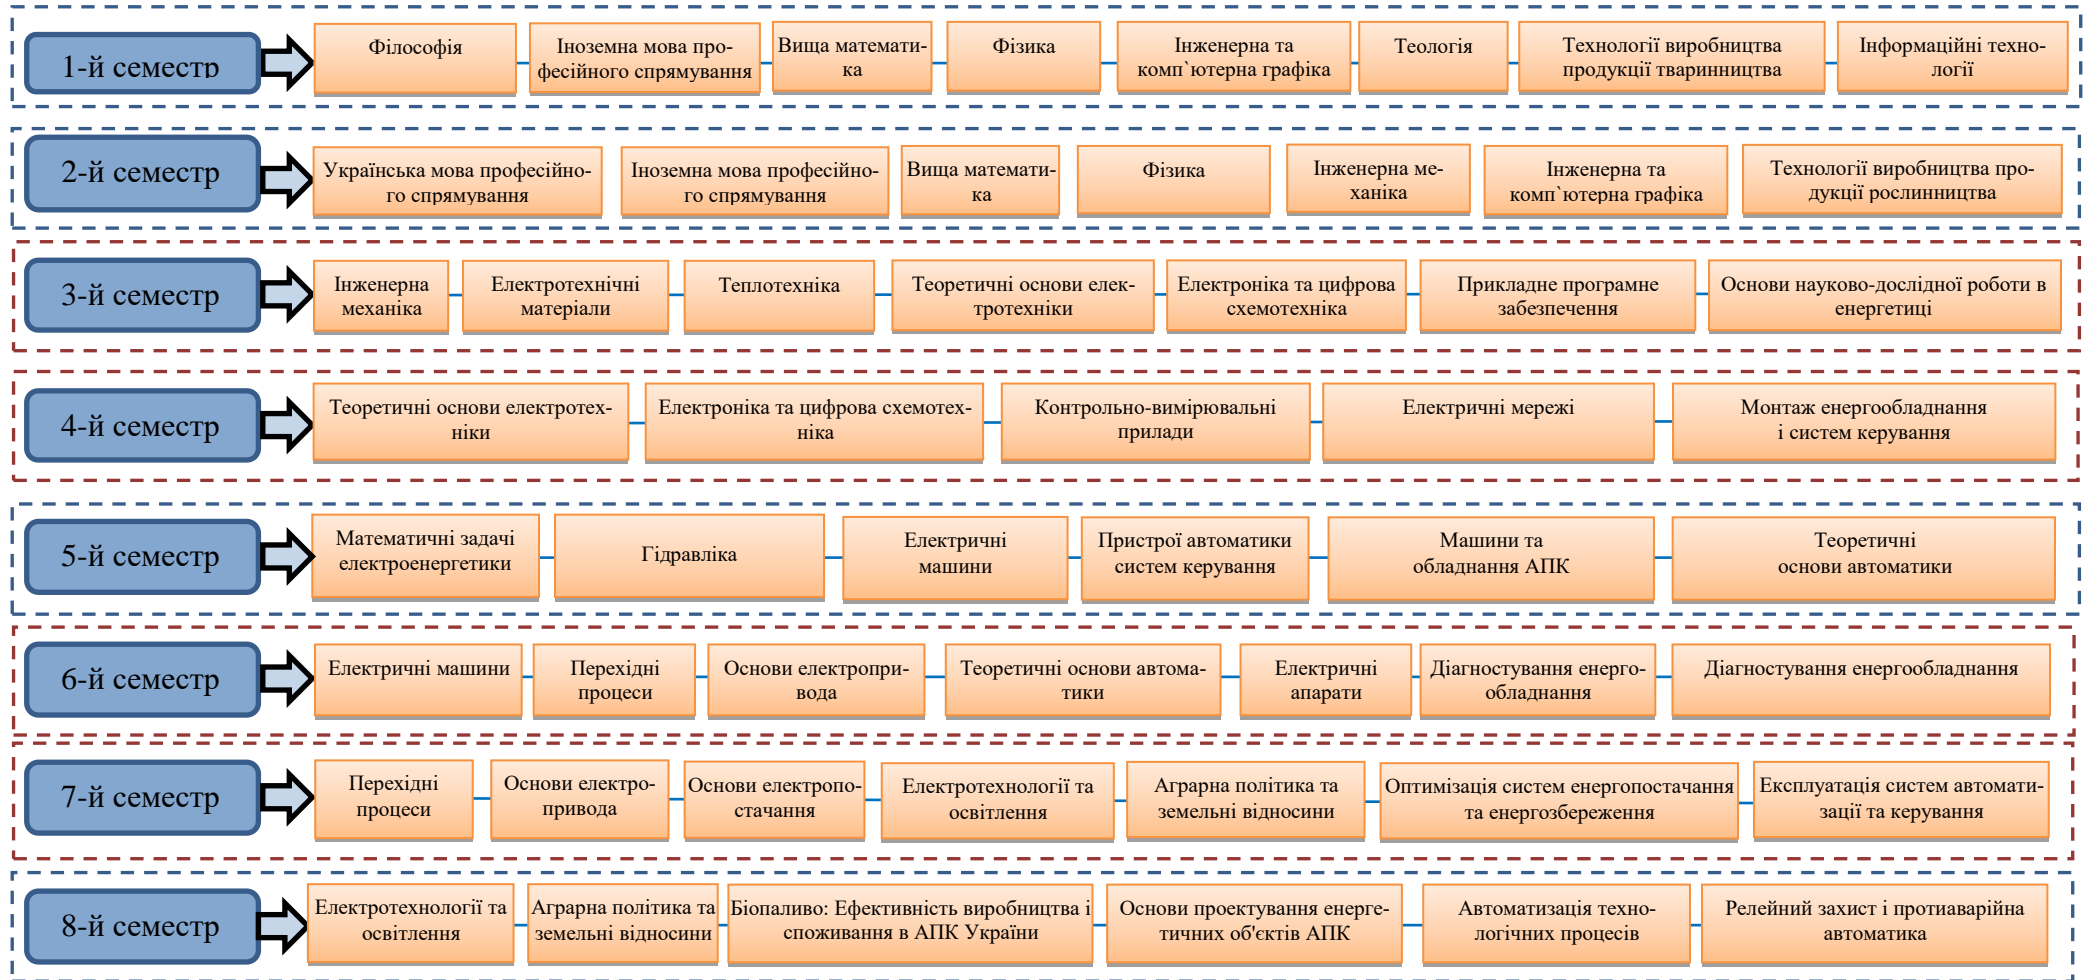 1-й семестр
Філософія
Іноземна мова про-
фесійного спрямування
Вища математи-
ка
Фізика
Інженерна та
комп`ютерна графіка
Теологія
Технології виробництва
продукції тваринництва
Інформаційні техно-
логії
2-й семестр
Українська мова професійно-
го спрямування
Іноземна мова професійно-
го спрямування
Вища математи-
ка
Фізика
Інженерна ме-
ханіка
Інженерна та
комп`ютерна графіка
Технології виробництва про-
дукції рослинництва
3-й семестр
Інженерна
механіка
Електротехнічні
матеріали
Теплотехніка
Теоретичні основи елек-
тротехніки
Електроніка та цифрова
схемотехніка
Прикладне програмне
забезпечення
Основи науково-дослідної роботи в
енергетиці
4-й семестр
Теоретичні основи електротех-
ніки
Електроніка та цифрова схемотех-
ніка
Контрольно-вимірювальні
прилади
Електричні мережі
Монтаж енергообладнання
і систем керування
5-й семестр
Математичні задачі
електроенергетики
Гідравліка
Електричні
машини
Пристрої автоматики
систем керування
Машини та
обладнання АПК
Теоретичні
основи автоматики
6-й семестр
Електричні машини
Перехідні
процеси
Основи електропри-
вода
Теоретичні основи автома-
тики
Електричні
апарати
Діагностування енерго-
обладнання
Діагностування енергообладнання
7-й семестр
Перехідні
процеси
Основи електро-
привода
Основи електропо-
стачання
Електротехнології та
освітлення
Аграрна політика та
земельні відносини
Оптимізація систем енергопостачання
та енергозбереження
Експлуатація систем автомати-
зації та керування
8-й семестр
Електротехнології та
освітлення
Аграрна політика та
земельні відносини
Біопаливо: Ефективність виробництва і
споживання в АПК України
Основи проектування енерге-
тичних об'єктів АПК
Автоматизація техно-
логічних процесів
Релейний захист і протиаварійна
автоматика